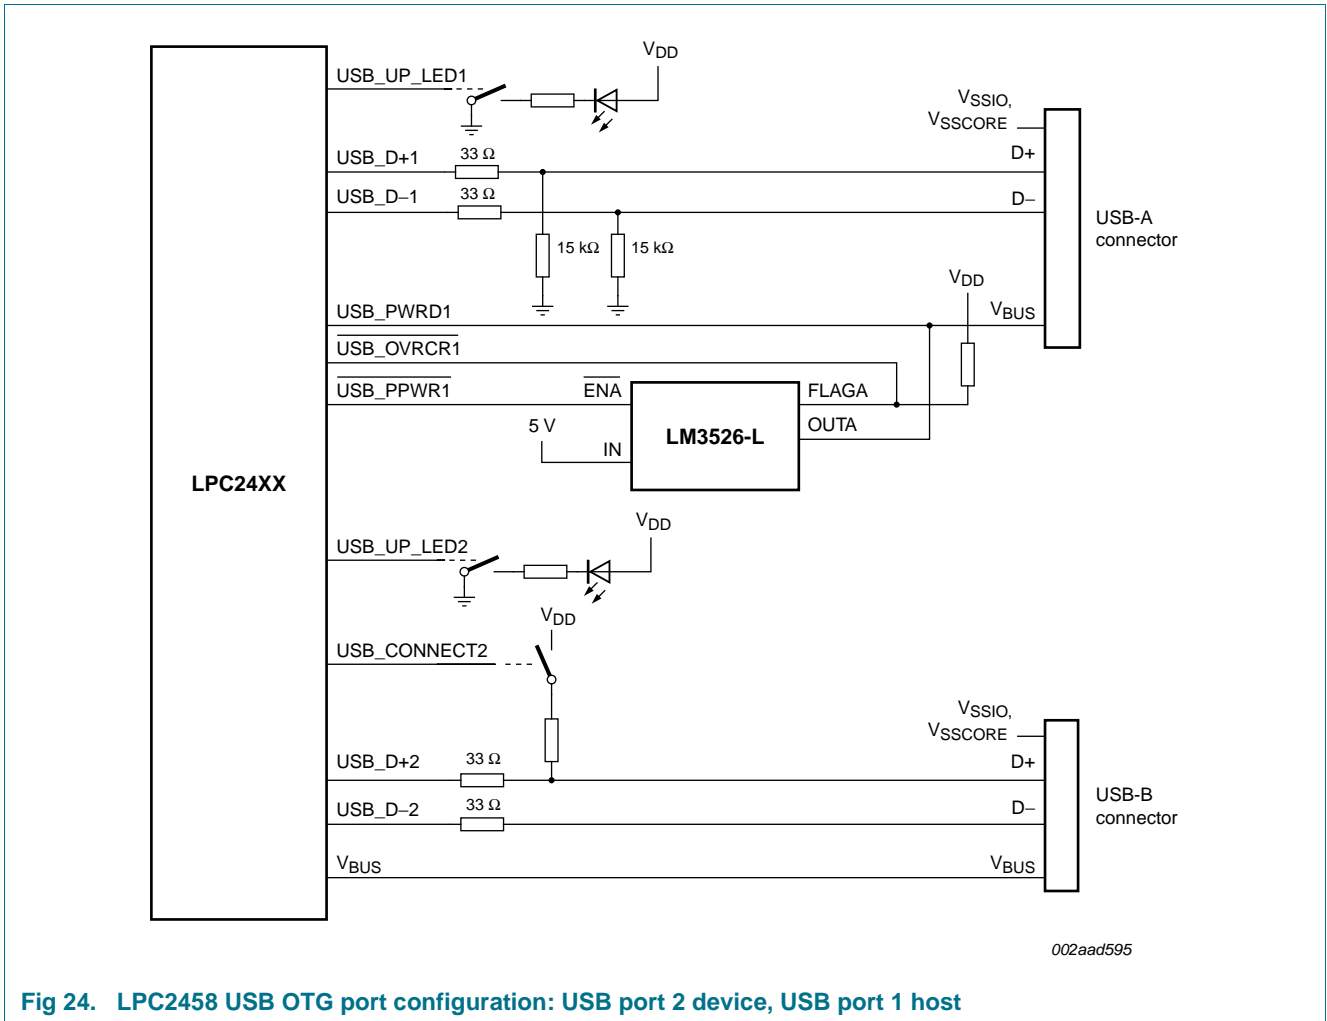 VDD
USB_UP_LED1
VSSIO,
VSSCORE
USB_D+1
33 Ω
D+
USB_D−1
33 Ω
D−
USB-A
connector
15 kΩ
15 kΩ
VDD
USB_PWRD1
VBUS
USB_OVRCR1
USB_PPWR1
ENA
FLAGA
5 V
OUTA
LM3526-L
IN
LPC24XX
VDD
USB_UP_LED2
VDD
USB_CONNECT2
VSSIO,
VSSCORE
USB_D+2
33 Ω
D+
USB_D−2
33 Ω
D−
USB-B
connector
VBUS
VBUS
002aad595
Fig 24. LPC2458 USB OTG port configuration: USB port 2 device, USB port 1 host